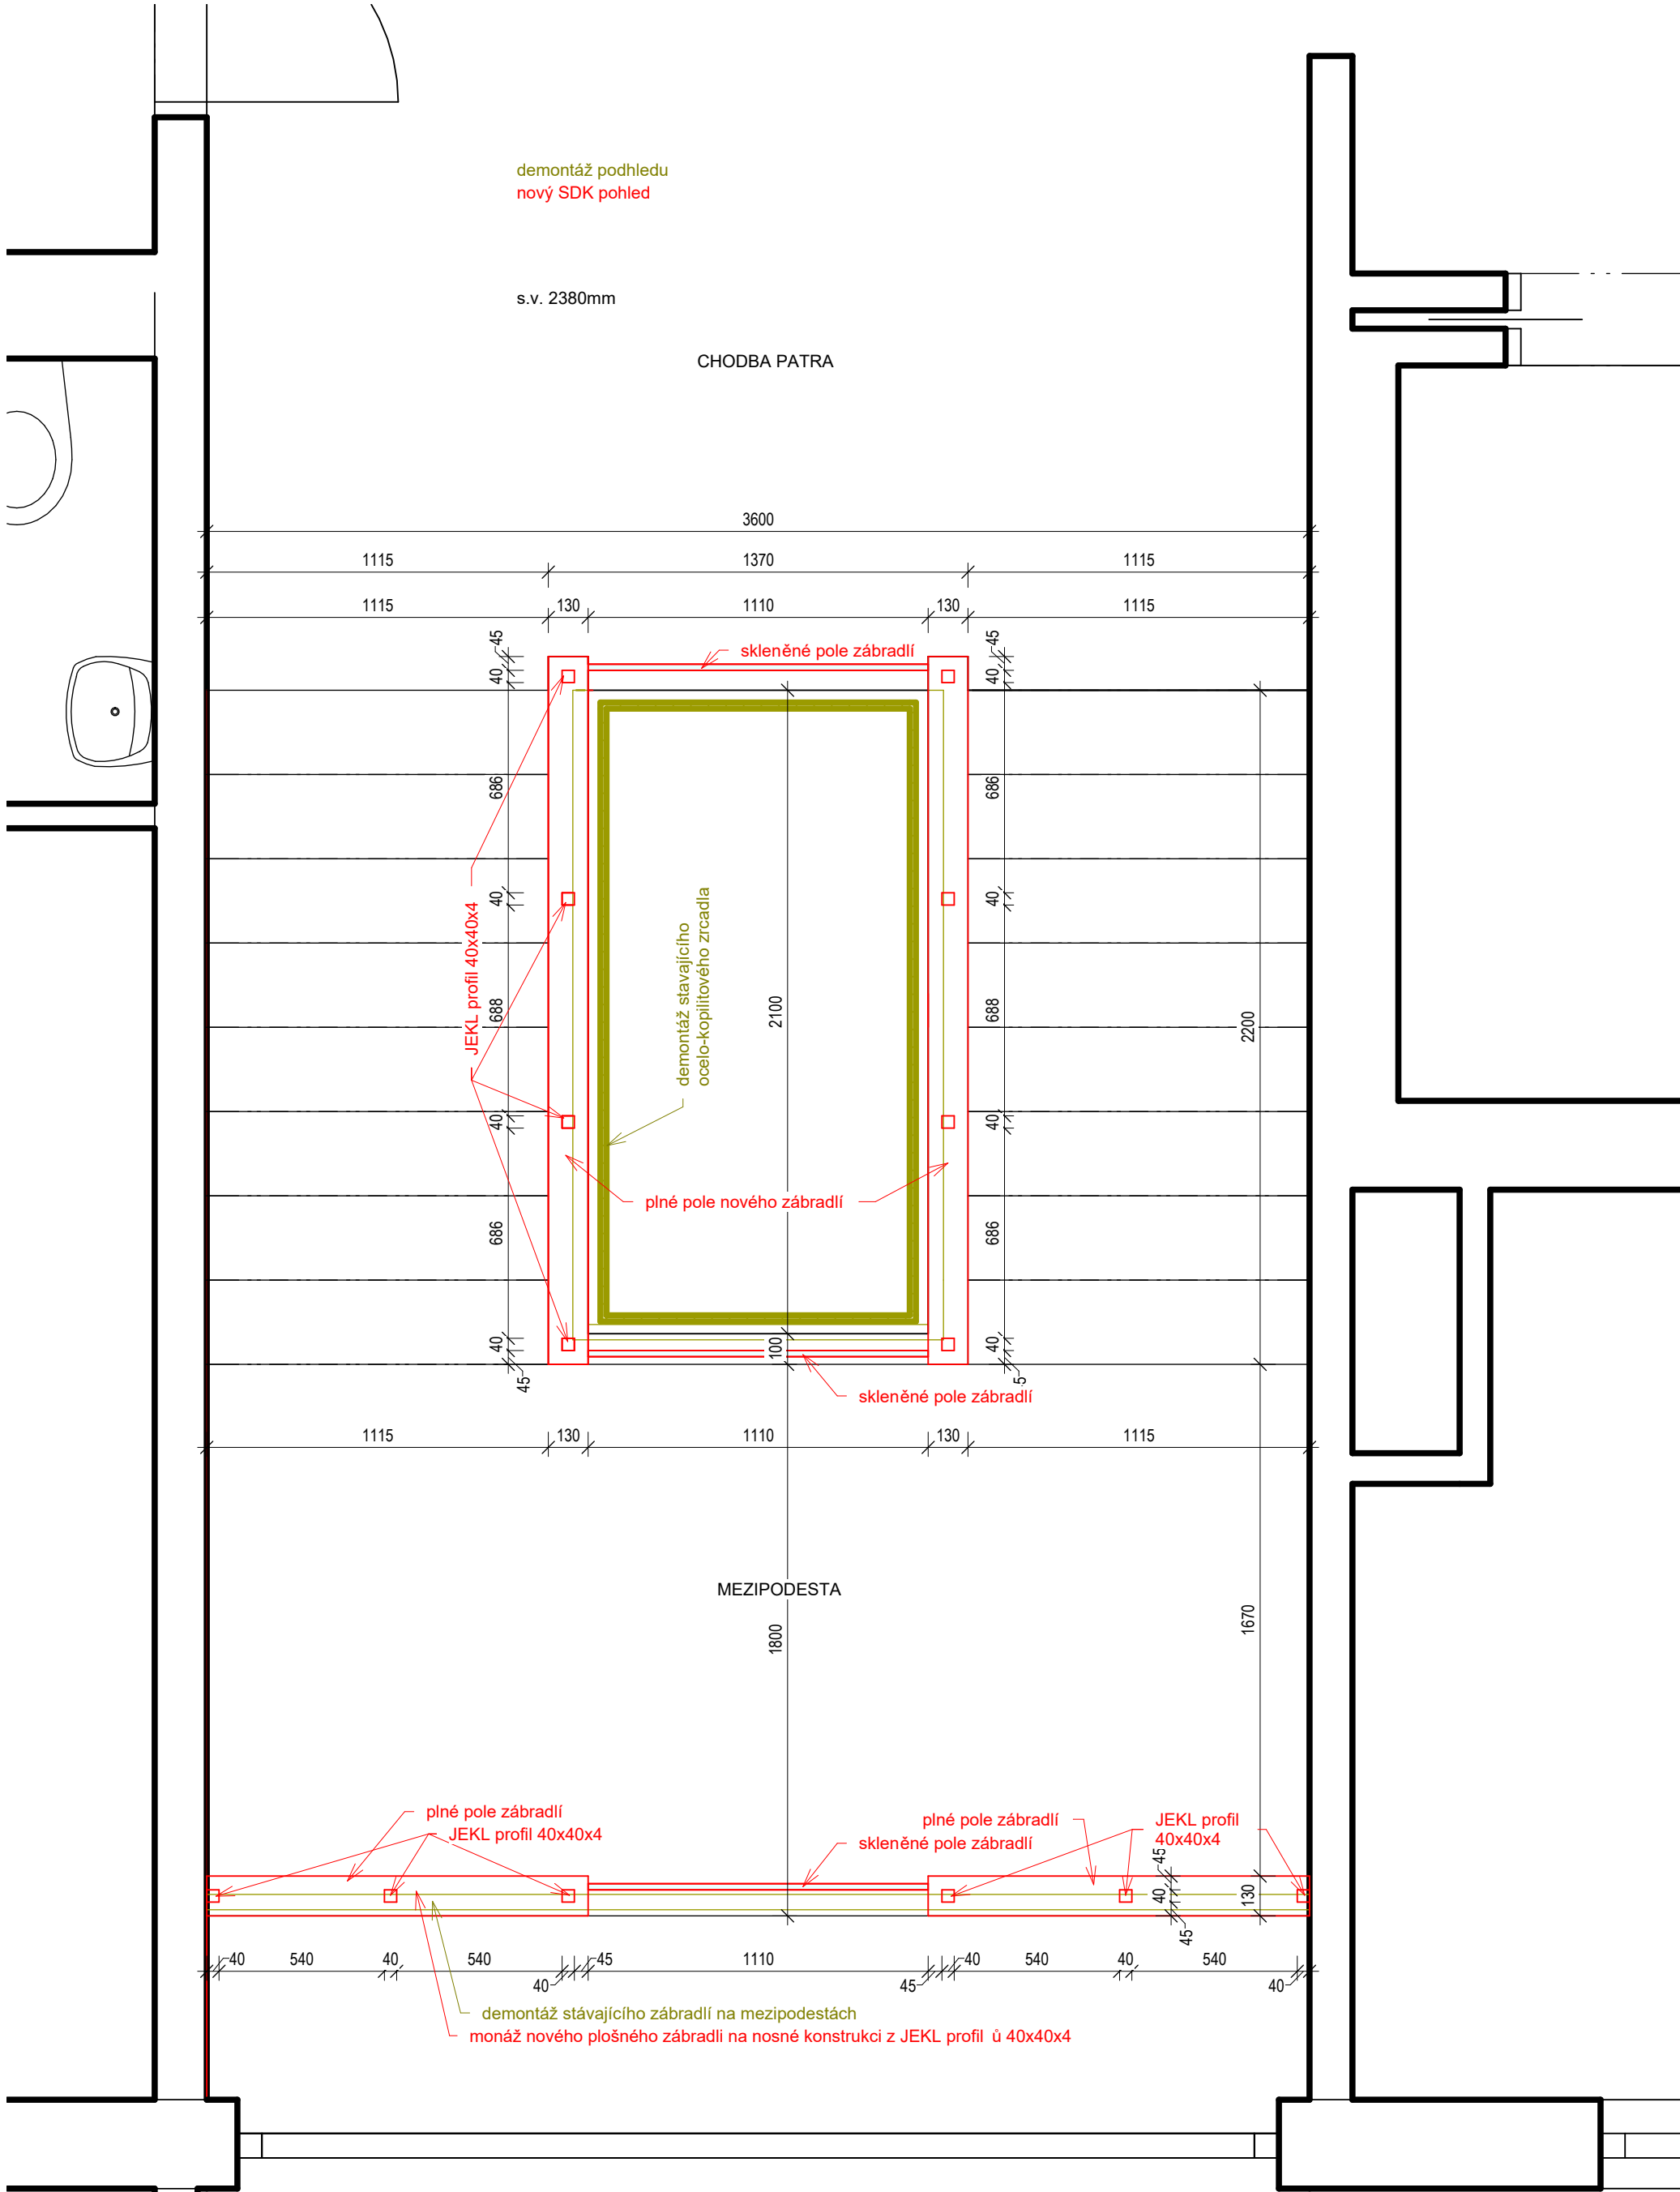 demontáž podhledu
nový SDK pohled
s.v. 2380mm
CHODBA PATRA
3600
1115
1370
1115
1115
130
1110
130
1115
45
45
skleněné pole zábradlí
40
40
686
686
JEKL profil 40x40x4
40
40
demontáž stavajícího
ocelo-kopilitového zrcadla
688
2100
688
2200
40
40
plné pole nového zábradlí
686
686
40
100
40
45
5
skleněné pole zábradlí
1115
130
1110
130
1115
MEZIPODESTA
1800
1670
plné pole zábradlí
JEKL profil 40x40x4
plné pole zábradlí
skleněné pole zábradlí
JEKL profil
40x40x4
45
40
130
45
40
540
40
540
40
45
1110
45
40
540
40
540
40
demontáž stávajícího zábradlí na mezipodestách
monáž nového plošného zábradli na nosné konstrukci z JEKL profil ů 40x40x4